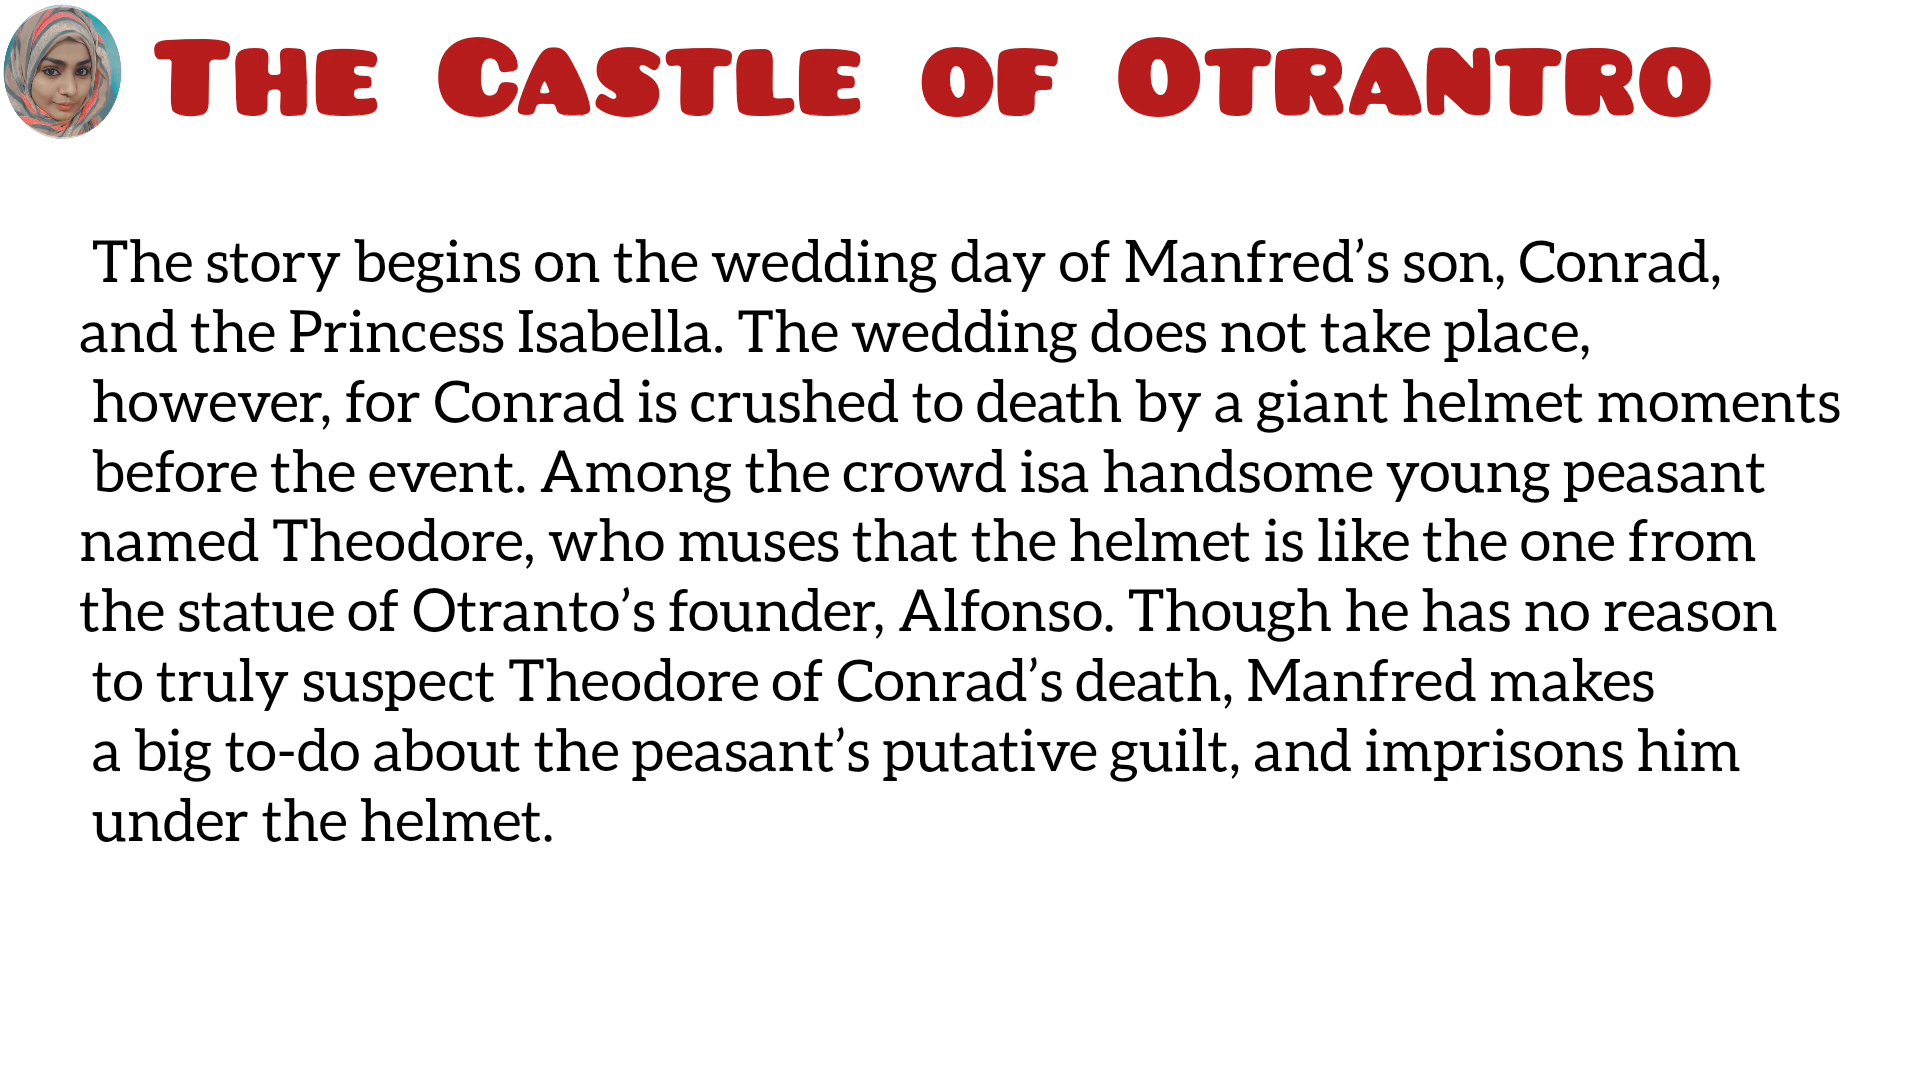 The Castle of Otrantro
The story begins on the wedding day of Manfred’s son, Conrad,
and the Princess Isabella. The wedding does not take place,
however, for Conrad is crushed to death by a giant helmet moments
before the event. Among the crowd isa handsome young peasant
named Theodore, who muses that the helmet is like the one from
the statue of Otranto’s founder, Alfonso. Though he has no reason
to truly suspect Theodore of Conrad’s death, Manfred makes
a big to-do about the peasant’s putative guilt, and imprisons him
under the helmet.